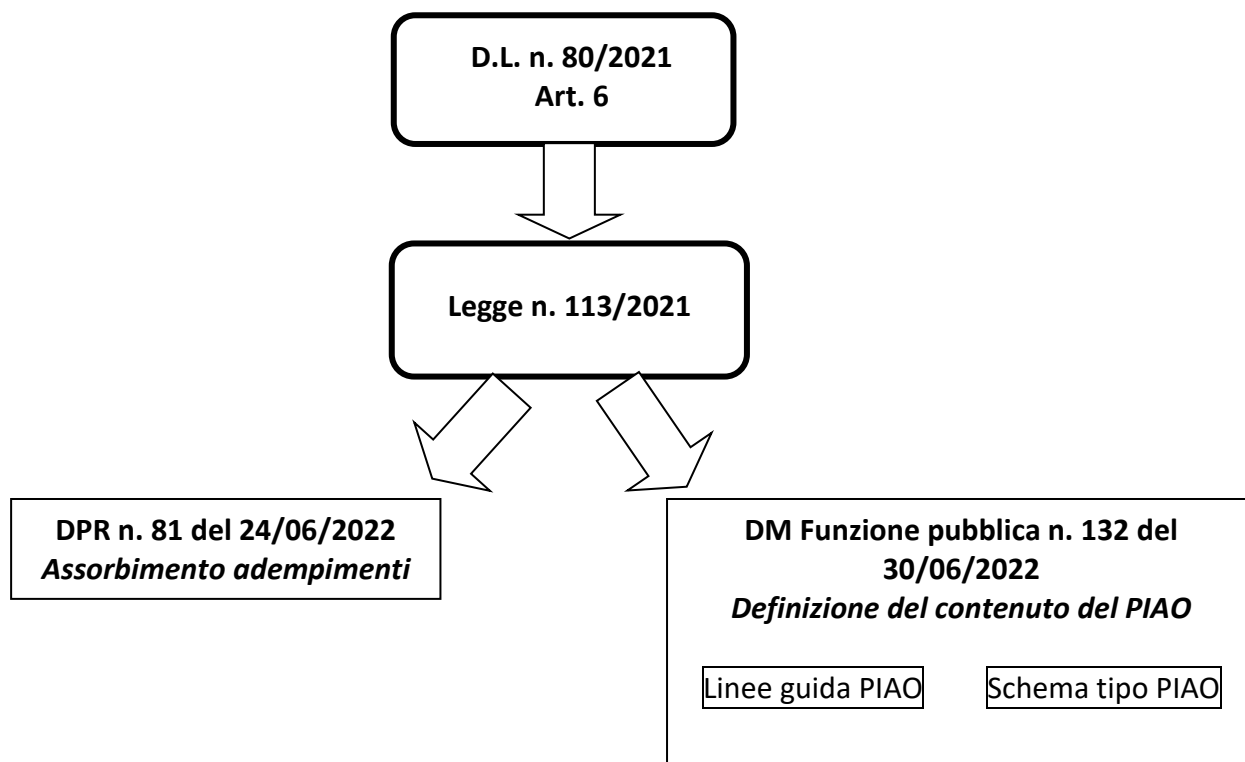 D.L. n. 80/2021
Art. 6
Legge n. 113/2021
DPR n. 81 del 24/06/2022
Assorbimento adempimenti
DM Funzione pubblica n. 132 del
30/06/2022
Definizione del contenuto del PIAO
Linee guida PIAO
Schema tipo PIAO